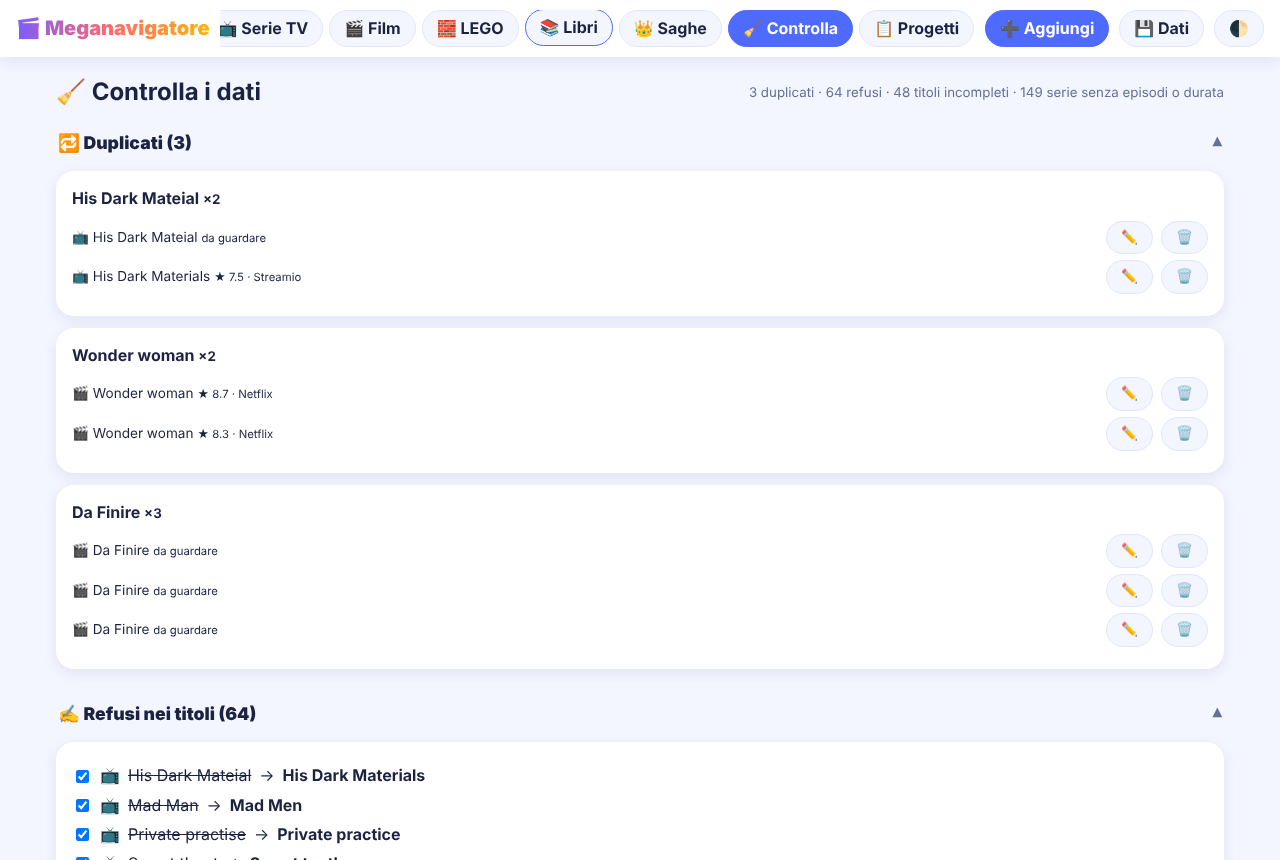 Meganavigatore
Serie TV
Film
LEGO
Libri
Saghe
Controlla
Progetti
Aggiungi
Dati
Controlla i dati
3 duplicati · 64 refusi · 48 titoli incompleti · 149 serie senza episodi o durata
Duplicati (3) ▲
His Dark Mateial ×2
His Dark Mateial da guardare
His Dark Materials ★ 7.5 · Streamio
Wonder woman ×2
Wonder woman ★ 8.7 · Netflix
Wonder woman ★ 8.3 · Netflix
Da Finire ×3
Da Finire da guardare
Da Finire da guardare
Da Finire da guardare
Refusi nei titoli (64) ▲
His Dark Mateial → His Dark Materials
Mad Man → Mad Men
Private practise → Private practice